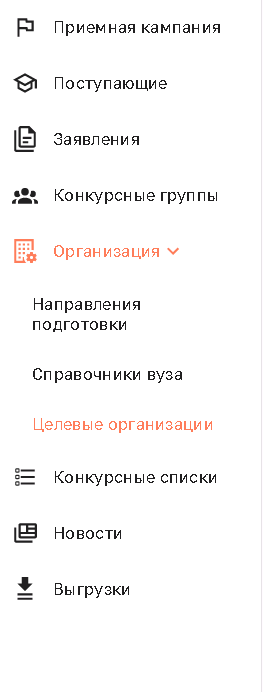 Приемная кампания
Поступающие
Заявления
Конкурсные группы
Организация
Направления
подготовки
Справочники вуза
Целевые организации
Конкурсные списки
Новости
Выгрузки